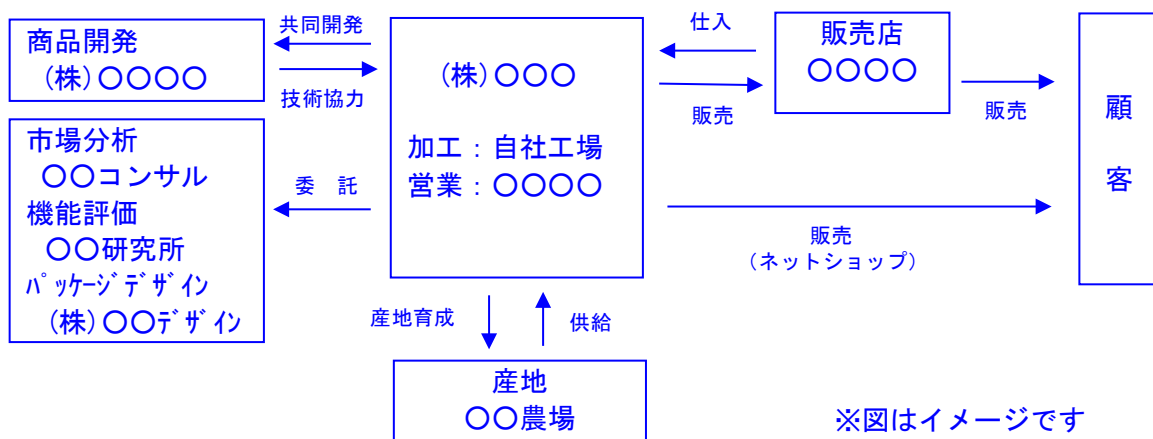 商品開発
(株)〇〇〇〇
共同開発
技術協力
市場分析
〇〇コンサル
機能評価
〇〇研究所
ﾊﾟｯｹｰｼﾞﾃﾞｻﾞｲﾝ
(株)〇〇ﾃﾞｻﾞｲﾝ
委 託
(株)〇〇〇
加工：自社工場
営業：〇〇〇〇
仕入
販売
販売店
〇〇〇〇
販売
顧
客
販売
（ネットショップ）
産地育成
供給
産地
〇〇農場
※図はイメージです